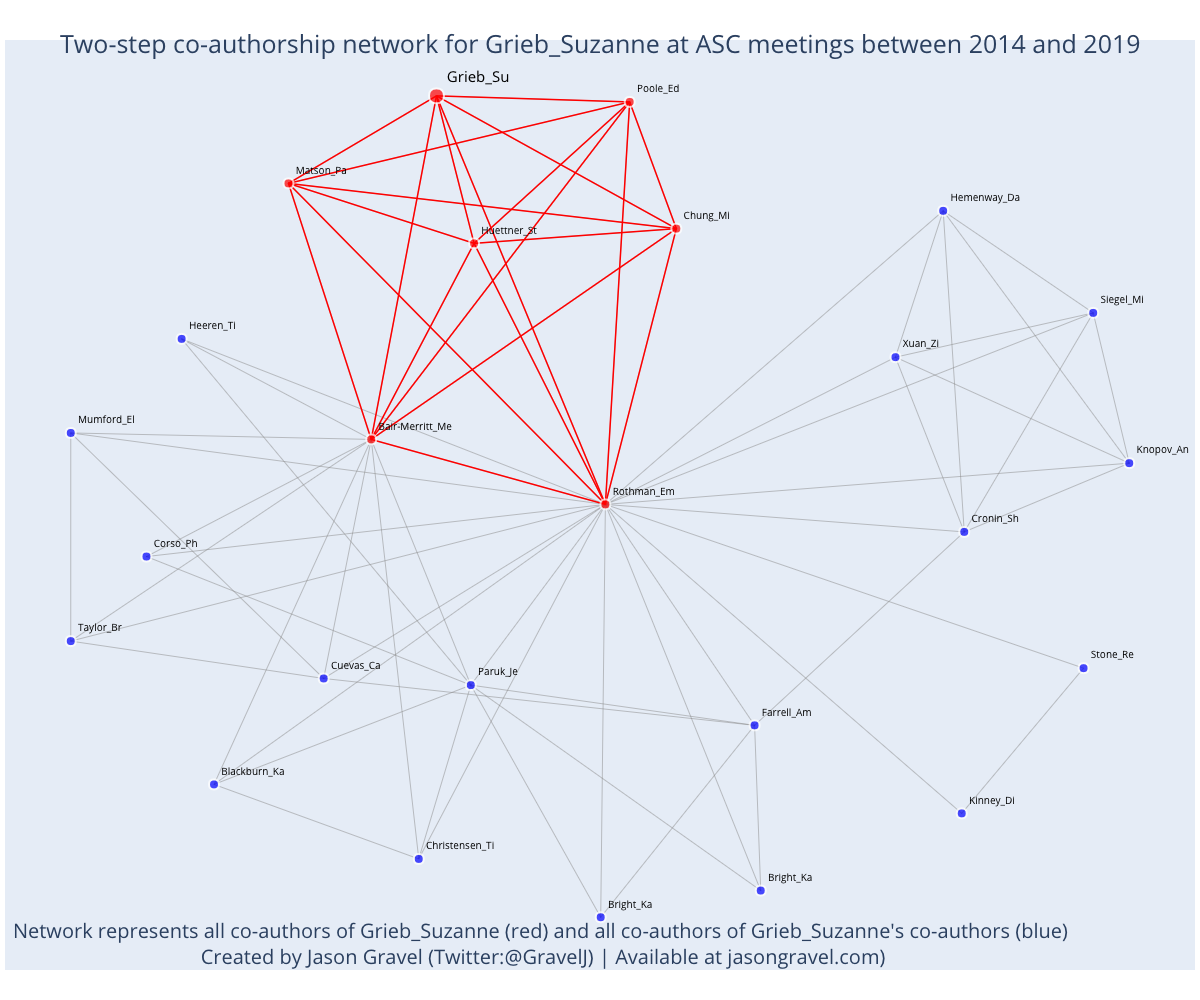 Two-step co-authorship network for Grieb_Suzanne at ASC meetings between 2014 and 2019
Grieb_Su
Poole_Ed
Matson_Pa
Hemenway_Da
Chung_Mi
Huettner_St
Siegel_Mi
Heeren_Ti
Xuan_Zi
Mumford_El
Bair-Merritt_Me
Knopov_An
Rothman_Em
Cronin_Sh
Corso_Ph
Taylor_Br
Stone_Re
Cuevas_Ca
Paruk_Je
Farrell_Am
Blackburn_Ka
Kinney_Di
Christensen_Ti
Bright_Ka
Bright_Ka
Network represents all co-authors of Grieb_Suzanne (red) and all co-authors of Grieb_Suzanne's co-authors (blue)
Created by Jason Gravel (Twitter:@GravelJ) | Available at jasongravel.com)